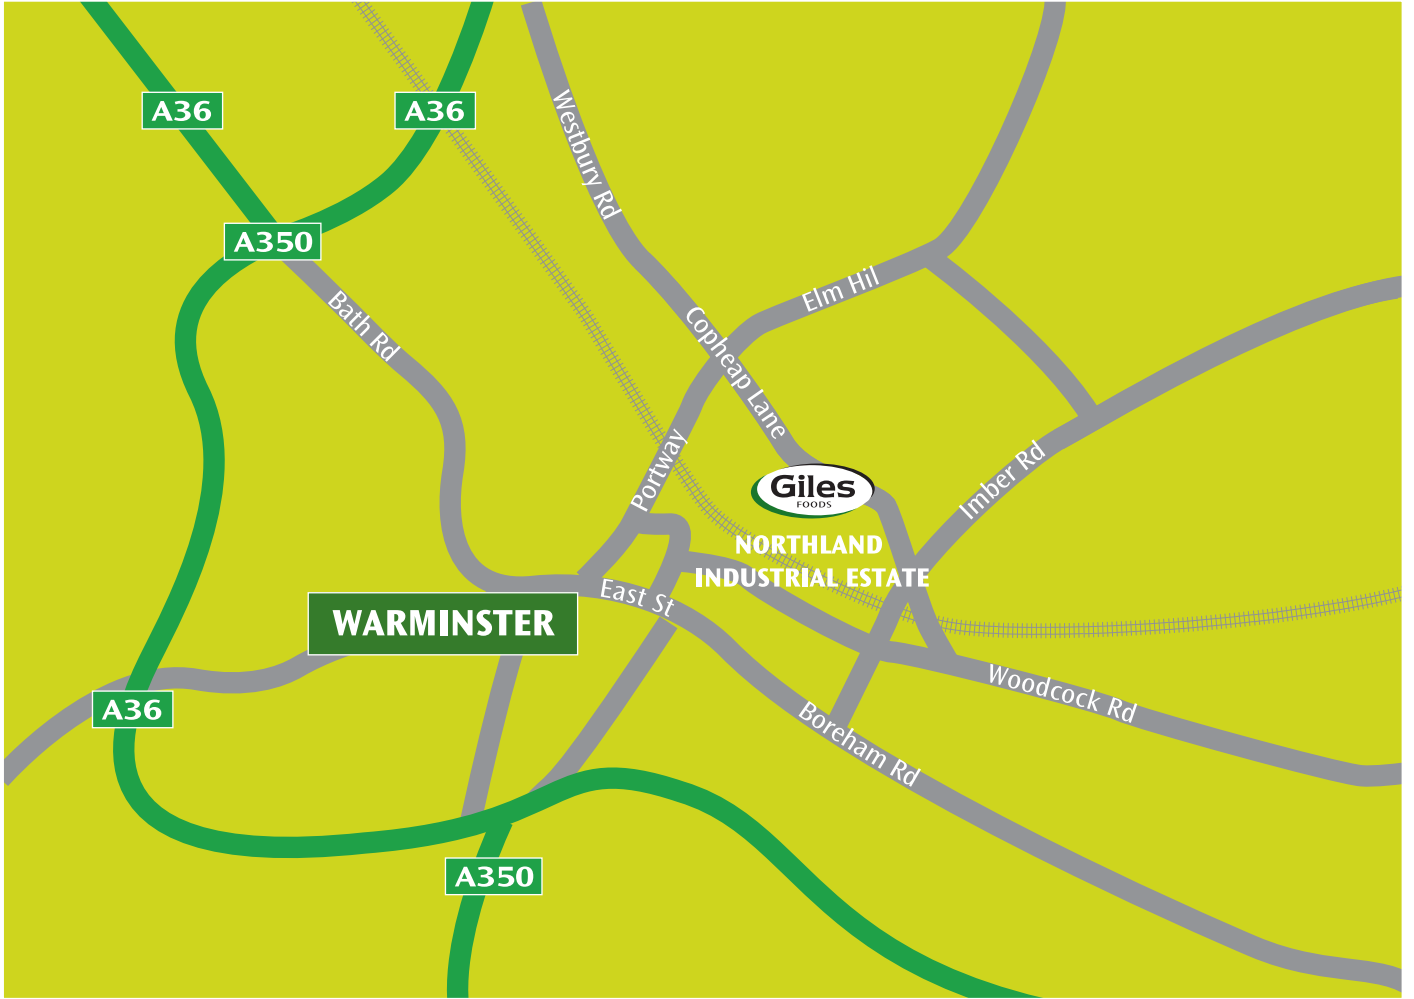 A36
A36
Westbury Rd
A350
Bath Rd
Elm Hil
Copheap Lane
Portway
Imber Rd
Giles
FOODS
NORTHLAND
INDUSTRIAL ESTATE
East St
WARMINSTER
Woodcock Rd
A36
Boreham Rd
A350